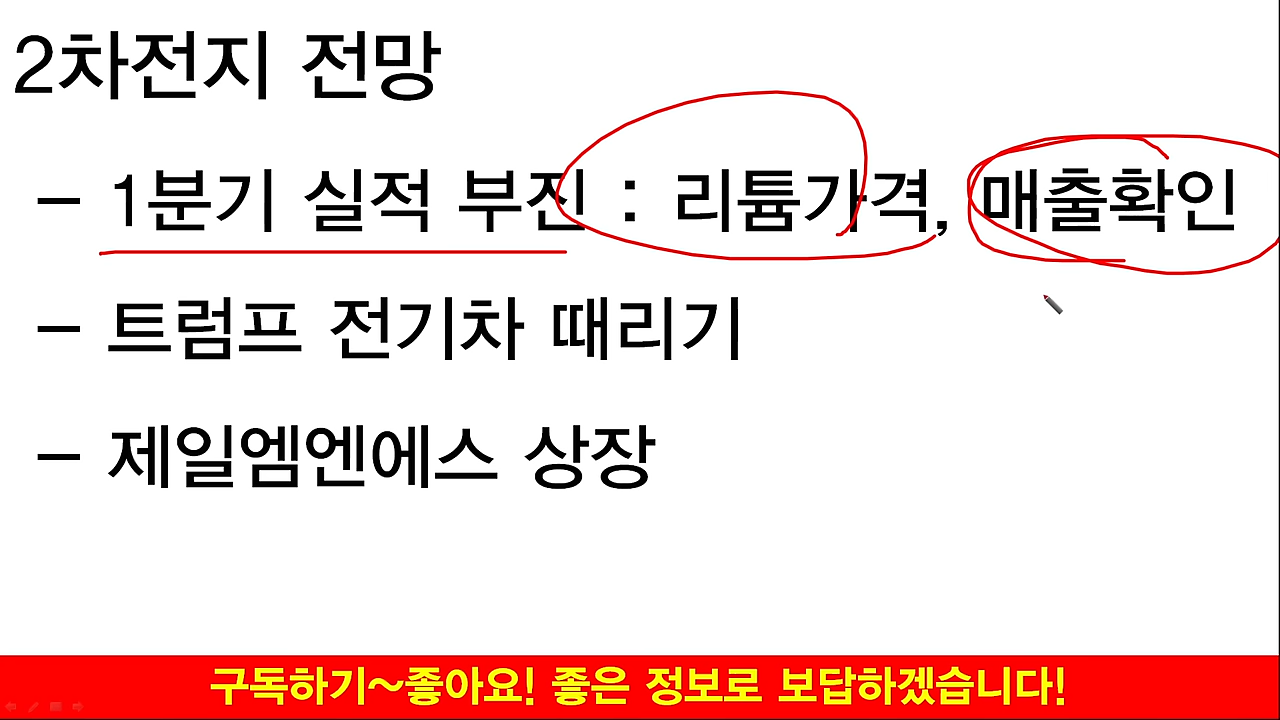 2차전지 전망
- 1분기 실적 부진 : 리튬가격, 매출확인
- 트럼프 전기차 때리기
- 제일엠엔에스 상장
구독하기~좋아요! 좋은 정보로 보답하겠습니다!